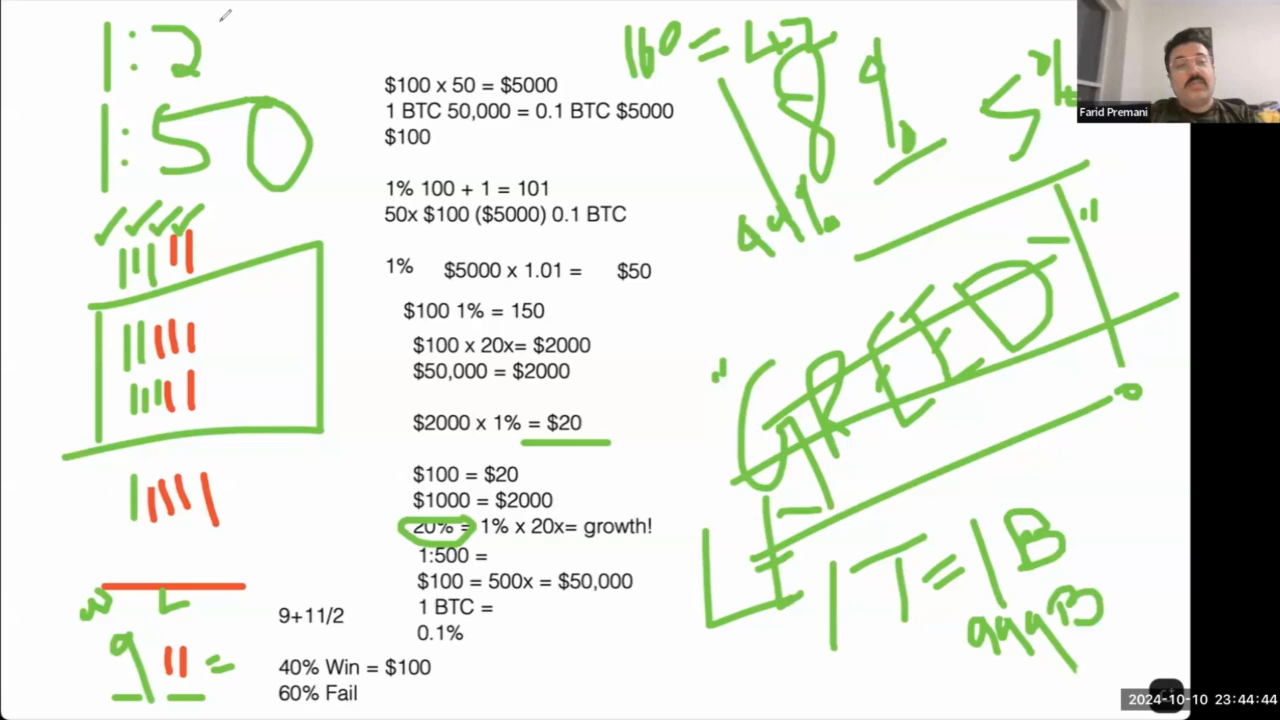 1:2
1:50
$100 x 50 = $5000
1 BTC 50,000 = 0.1 BTC $5000
$100
1% 100 + 1 = 101
50x $100 ($5000) 0.1 BTC
1% $5000 x 1.01 = $50
$100 1% = 150
$100 x 20x= $2000
$50,000 = $2000
$2000 x 1% = $20
$100 = $20
$1000 = $2000
20% = 1% x 20x= growth!
1:500 =
$100 = 500x = $50,000
1 BTC =
0.1%
W L
9 11 =
9+11/2
40% Win = $100
60% Fail
Farid Premani
GREED
1T = 1B
999B
2024-10-10 23:44:44